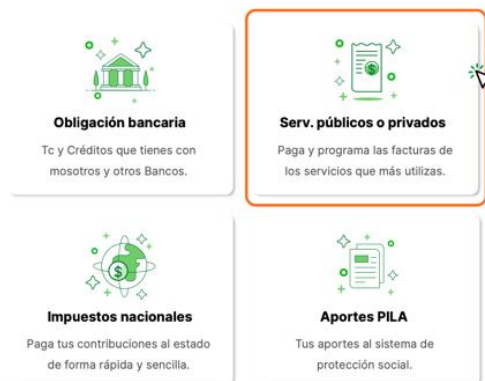 Obligación bancaria
Tc y Créditos que tienes con
mosotros y otros Bancos.
Serv. públicos o privados
Paga y programa las facturas de
los servicios que más utilizas.
Impuestos nacionales
Paga tus contribuciones al estado
de forma rápida y sencilla.
Aportes PILA
Tus aportes al sistema de
protección social.